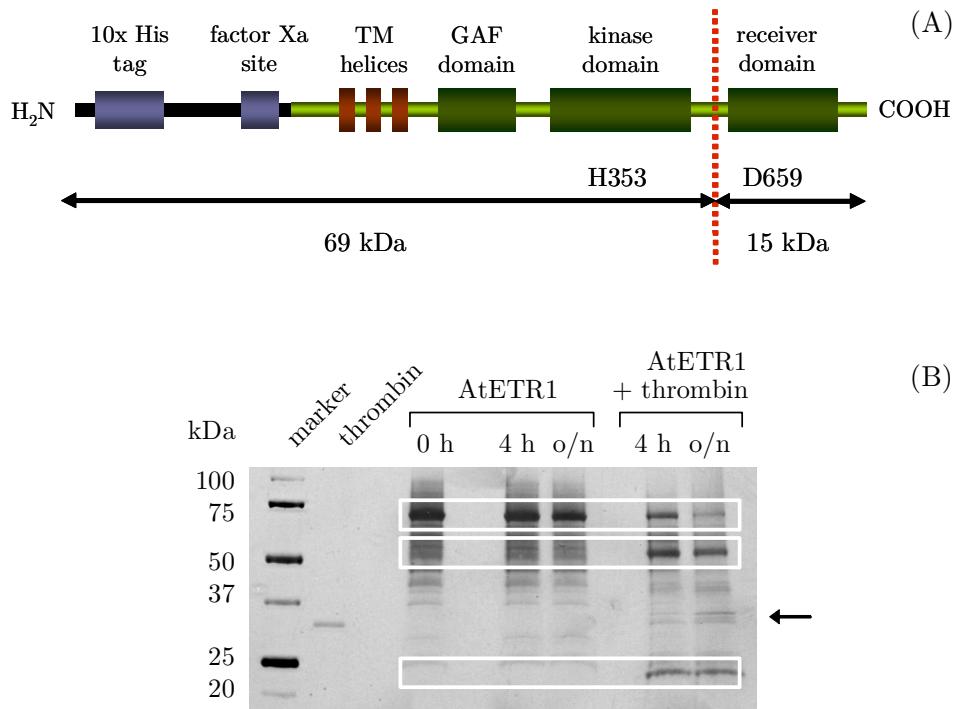 (A)
10x His tag
factor Xa site
TM helices
GAF domain
kinase domain
receiver domain
H2N
COOH
H353
D659
69 kDa
15 kDa
(B)
AtETR1 + thrombin
AtETR1
marker
thrombin
kDa
0 h
4 h
o/n
4 h
o/n
100
75
50
37
25
20